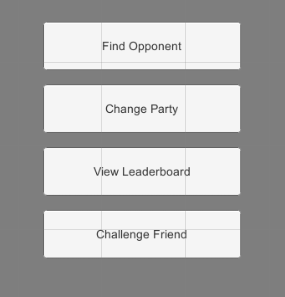 Find Opponent
Change Party
View Leaderboard
Challenge Friend